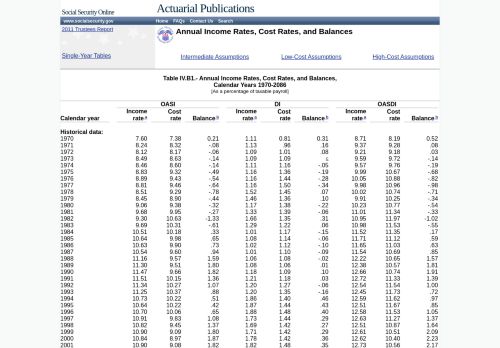 Social Security Online
Actuarial Publications
www.socialsecurity.gov Home FAQs Contact Us Search
2011 Trustees Report
Annual Income Rates, Cost Rates, and Balances
Single-Year Tables Intermediate Assumptions Low-Cost Assumptions High-Cost Assumptions
Table IV.B1.- Annual Income Rates, Cost Rates, and Balances,
Calendar Years 1970-2086
[As a percentage of taxable payroll]
OASI DI OASDI
Calendar year Income rate a Cost rate Balance b Income rate a Cost rate Balance b Income rate a Cost rate Balance b
Historical data:
1970 7.60 7.38 0.21 1.11 0.81 0.31 8.71 8.19 0.52
1971 8.24 8.32 -.08 1.13 .96 .16 9.37 9.28 .08
1972 8.12 8.17 -.06 1.09 1.01 .08 9.21 9.18 .03
1973 8.49 8.63 -.14 1.09 1.09 c 9.59 9.72 -.14
1974 8.46 8.60 -.14 1.11 1.16 -.05 9.57 9.76 -.19
1975 8.83 9.32 -.49 1.16 1.36 -.19 9.99 10.67 -.68
1976 8.89 9.43 -.54 1.16 1.44 -.28 10.05 10.88 -.82
1977 8.81 9.46 -.64 1.16 1.50 -.34 9.98 10.96 -.98
1978 8.51 9.29 -.78 1.52 1.45 .07 10.02 10.74 -.71
1979 8.45 8.90 -.44 1.46 1.36 .10 9.91 10.25 -.34
1980 9.06 9.38 -.32 1.17 1.38 -.22 10.23 10.77 -.54
1981 9.68 9.95 -.27 1.33 1.39 -.06 11.01 11.34 -.33
1982 9.30 10.63 -1.33 1.66 1.35 .31 10.95 11.97 -1.02
1983 9.69 10.31 -.61 1.29 1.22 .06 10.98 11.53 -.55
1984 10.51 10.18 .33 1.01 1.17 -.15 11.52 11.35 .17
1985 10.64 9.98 .65 1.08 1.14 -.06 11.71 11.12 .59
1986 10.63 9.90 .73 1.02 1.12 -.10 11.65 11.03 .63
1987 10.54 9.60 .94 1.01 1.10 -.09 11.54 10.69 .85
1988 11.16 9.57 1.59 1.06 1.08 -.02 12.22 10.65 1.57
1989 11.30 9.51 1.80 1.08 1.06 .01 12.38 10.57 1.81
1990 11.47 9.66 1.82 1.18 1.09 .10 12.66 10.74 1.91
1991 11.51 10.15 1.36 1.21 1.18 .03 12.72 11.33 1.39
1992 11.34 10.27 1.07 1.20 1.27 -.06 12.54 11.54 1.00
1993 11.25 10.37 .88 1.20 1.35 -.16 12.45 11.73 .72
1994 10.73 10.22 .51 1.86 1.40 .46 12.59 11.62 .97
1995 10.64 10.22 .42 1.87 1.44 .43 12.51 11.67 .85
1996 10.70 10.06 .65 1.88 1.48 .40 12.58 11.53 1.05
1997 10.91 9.83 1.08 1.73 1.44 .29 12.63 11.27 1.37
1998 10.82 9.45 1.37 1.69 1.42 .27 12.51 10.87 1.64
1999 10.90 9.09 1.80 1.71 1.42 .29 12.61 10.51 2.09
2000 10.84 8.97 1.87 1.78 1.42 .36 12.62 10.40 2.23
2001 10.90 9.08 1.82 1.82 1.48 .35 12.73 10.56 2.17